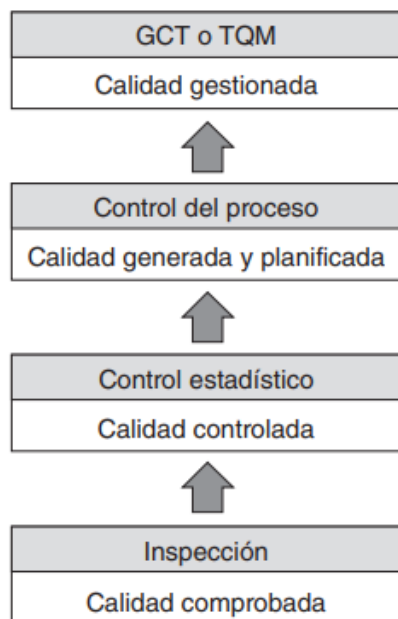 GCT o TQM
Calidad gestionada
Control del proceso
Calidad generada y planificada
Control estadístico
Calidad controlada
Inspección
Calidad comprobada